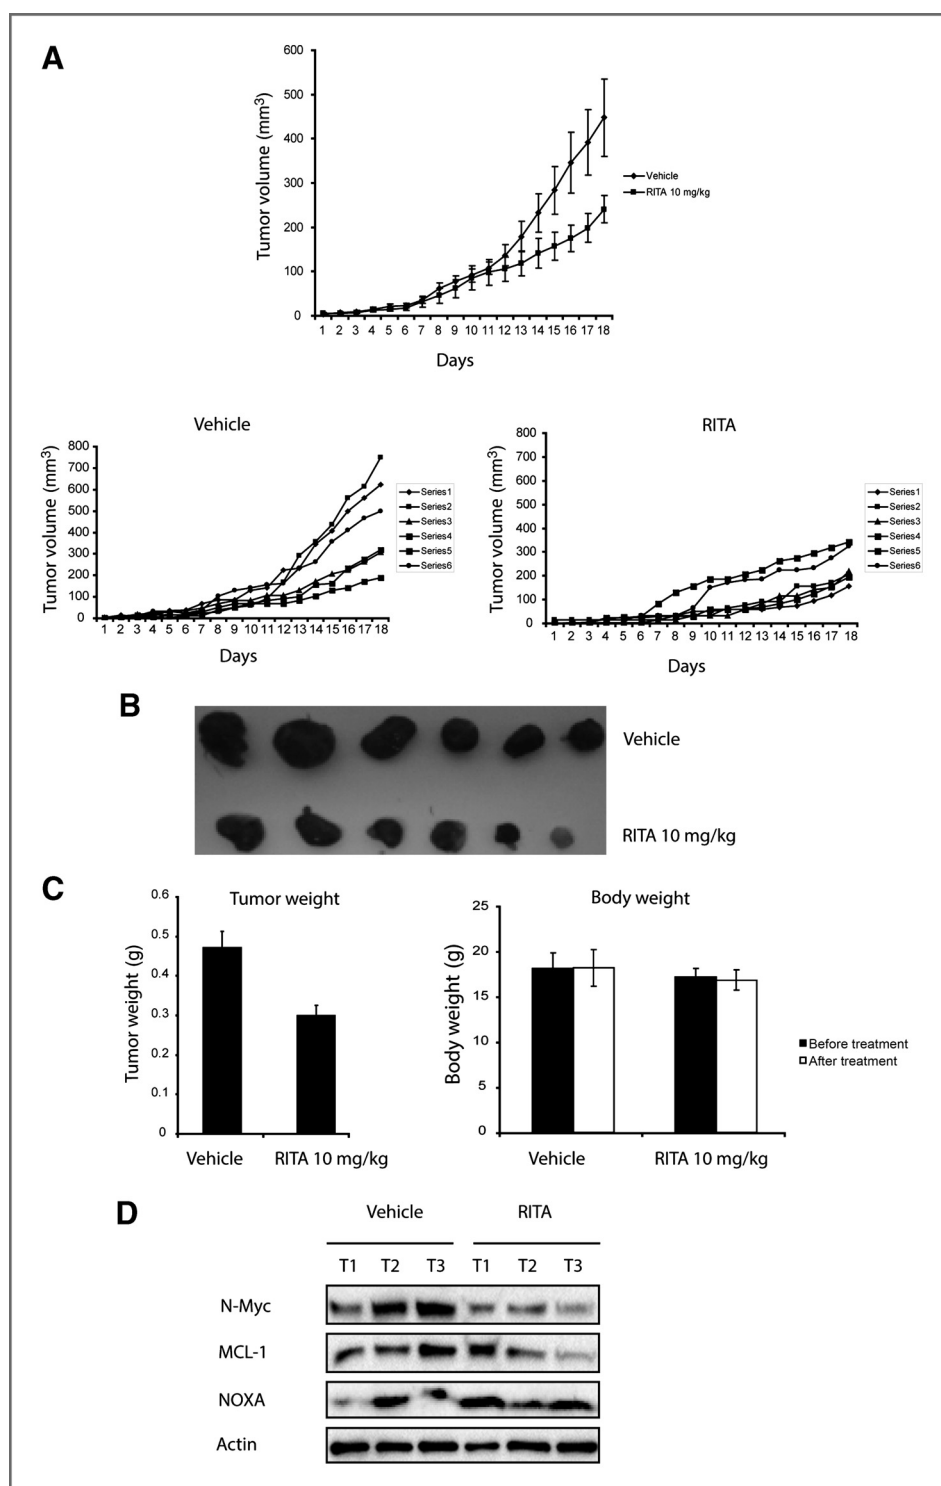 A
600
500
400
300
200
100
0
Tumor volume (mm3)
1 2 3 4 5 6 7 8 9 10 11 12 13 14 15 16 17 18
Days
Vehicle
RITA 10 mg/kg
Vehicle
800
700
600
500
400
300
200
100
0
Tumor volume (mm3)
1 2 3 4 5 6 7 8 9 10 11 12 13 14 15 16 17 18
Days
Series1
Series2
Series3
Series4
Series5
Series6
RITA
800
700
600
500
400
300
200
100
0
Tumor volume (mm3)
1 2 3 4 5 6 7 8 9 10 11 12 13 14 15 16 17 18
Days
Series1
Series2
Series3
Series4
Series5
Series6
B
Vehicle
RITA 10 mg/kg
C
Tumor weight
0.6
0.5
0.4
0.3
0.2
0.1
0
Tumor weight (g)
Vehicle RITA 10 mg/kg
Body weight
25
20
15
10
5
0
Body weight (g)
Vehicle RITA 10 mg/kg
Before treatment
After treatment
D
Vehicle RITA
T1 T2 T3 T1 T2 T3
N-Myc
MCL-1
NOXA
Actin